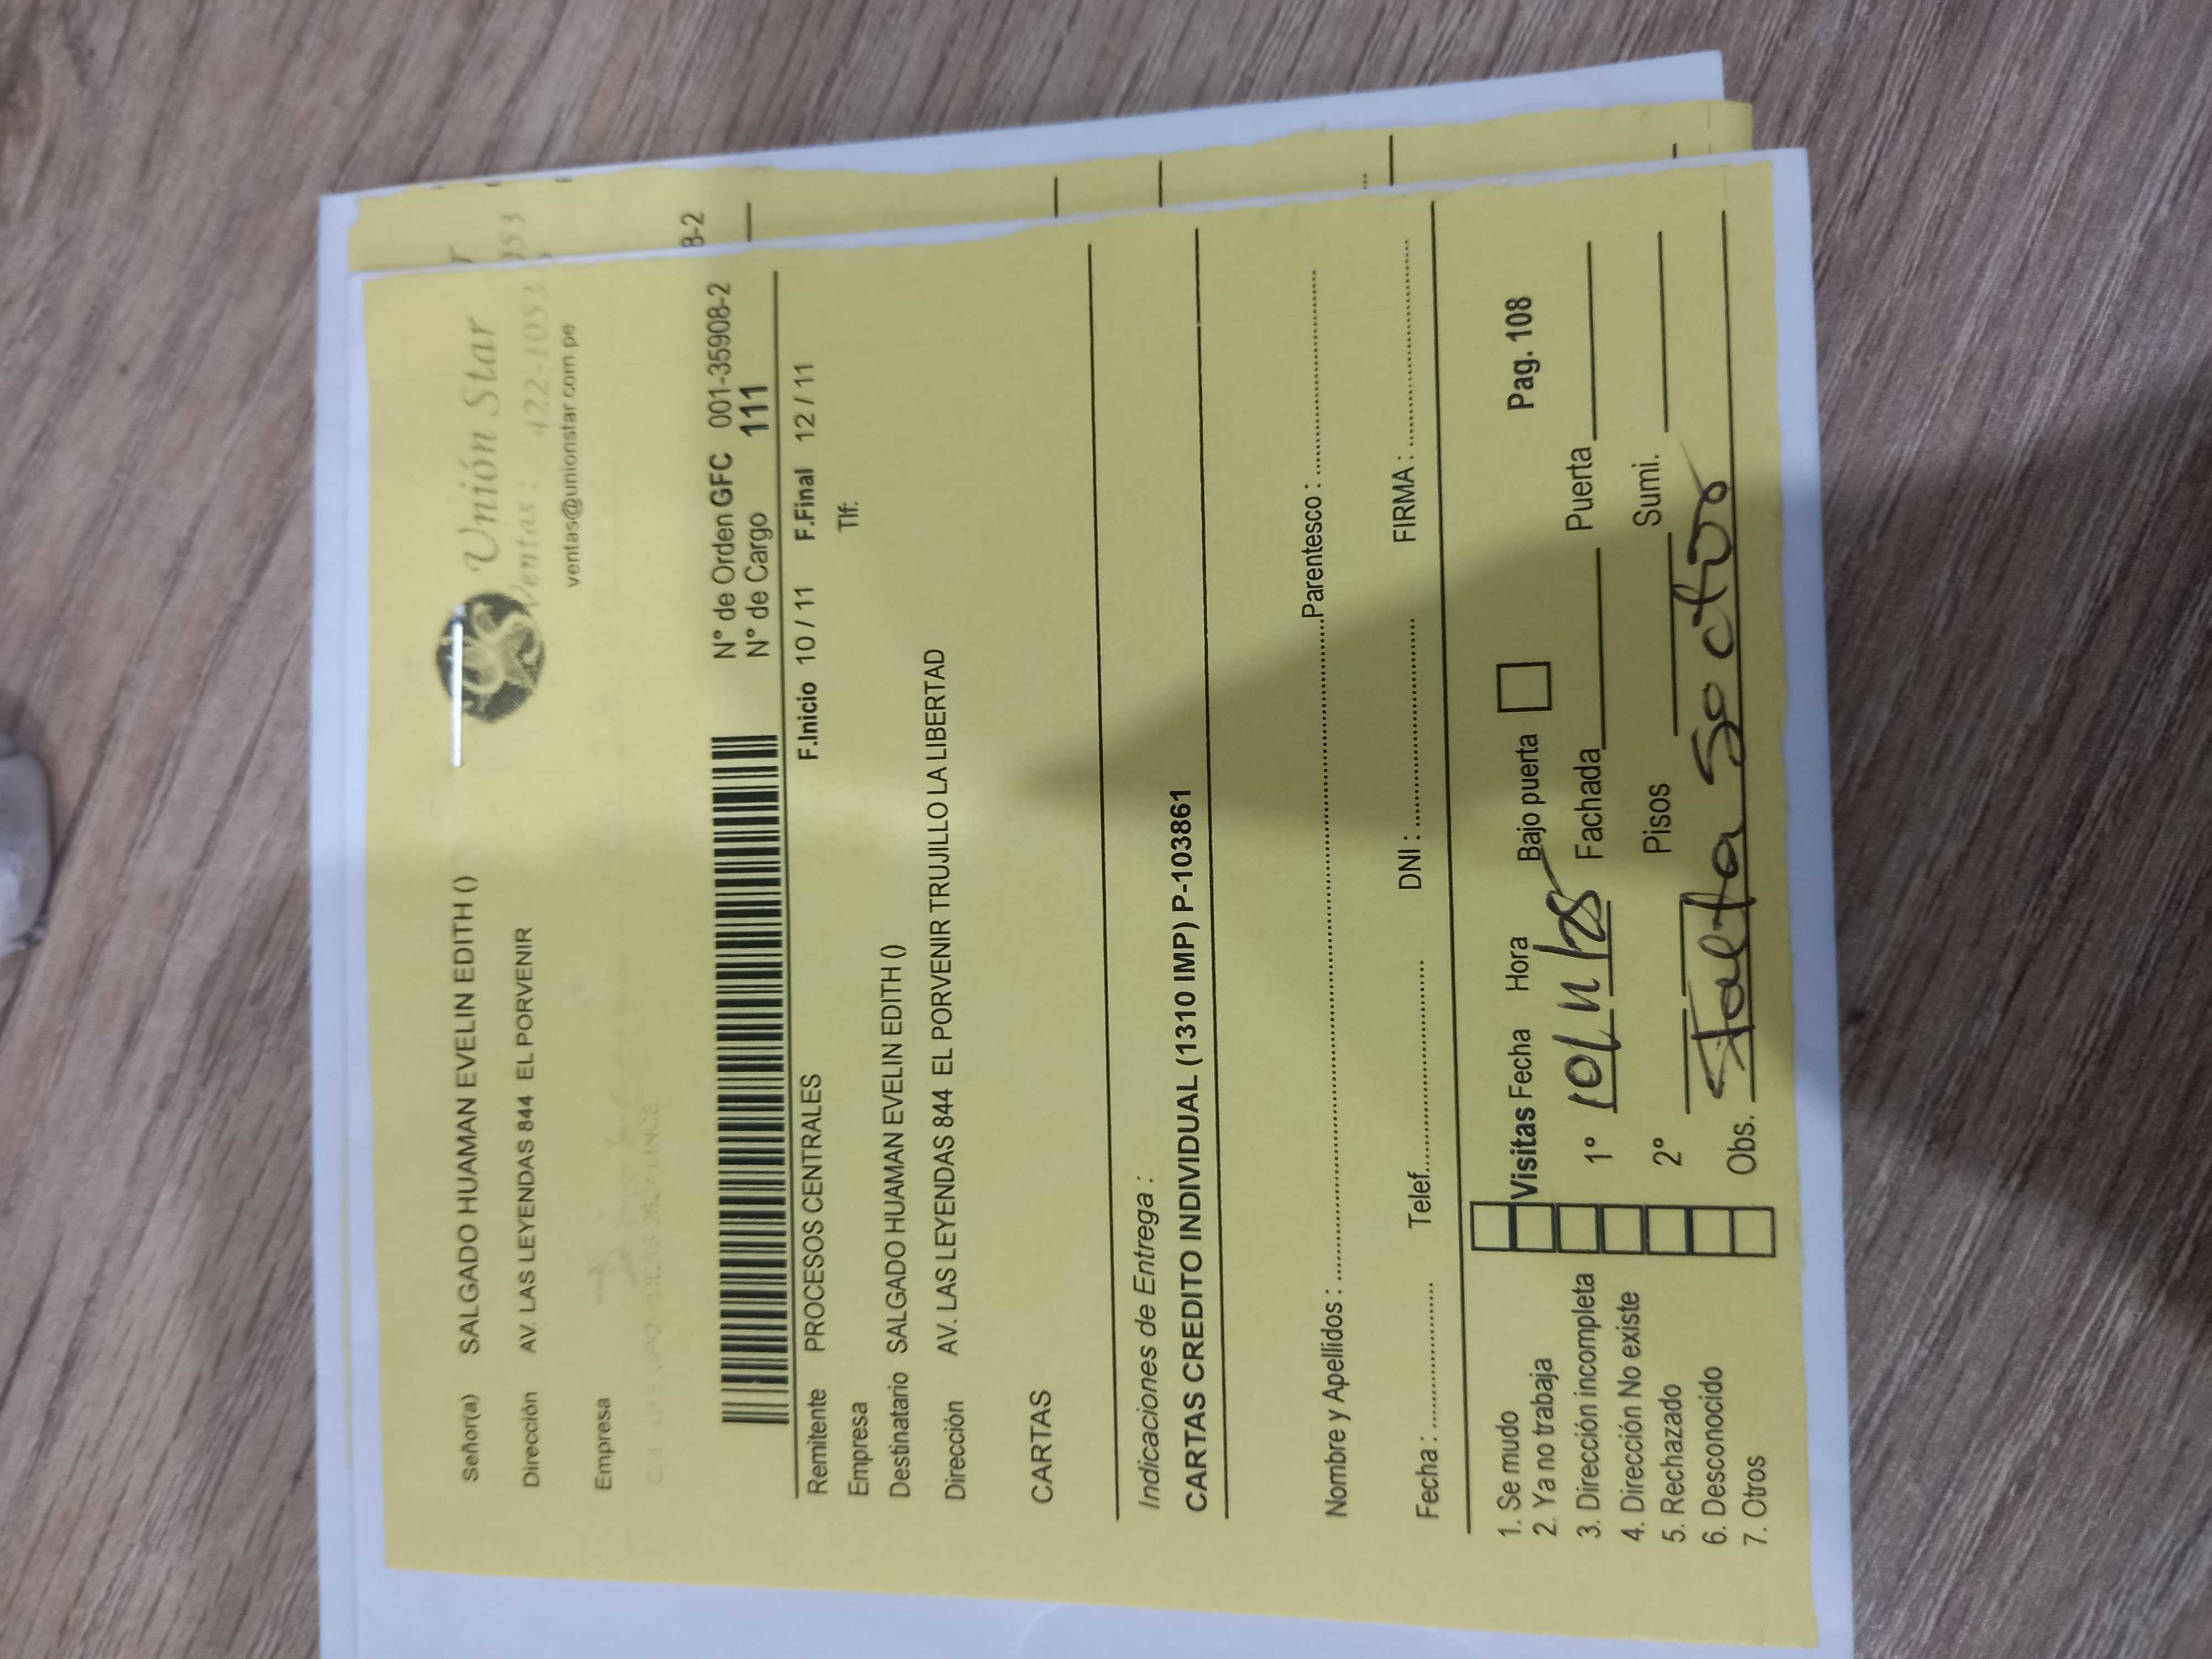 Señor(a) SALGADO HUAMAN EVELIN EDITH ()
Unión Star
Dirección AV. LAS LEYENDAS 844 EL PORVENIR
Ventas : 422-1053
ventas@unionstar.com.pe
Empresa
N° de Orden GFC 001-35908-2
N° de Cargo 111
Remitente PROCESOS CENTRALES F.Inicio 10 / 11 F.Final 12 / 11
Empresa Tlf.
Destinatario SALGADO HUAMAN EVELIN EDITH ()
Dirección AV. LAS LEYENDAS 844 EL PORVENIR TRUJILLO LA LIBERTAD
CARTAS
Indicaciones de Entrega :
CARTAS CREDITO INDIVIDUAL (1310 IMP) P-103861
Nombre y Apellidos : Parentesco :
Fecha : Telef. DNI : FIRMA :
1. Se mudo Visitas Fecha Hora Bajo puerta Pag. 108
2. Ya no trabaja
3. Dirección incompleta 1° 10/11/25 Fachada Puerta
4. Dirección No existe
5. Rechazado 2° Pisos Sumi.
6. Desconocido
7. Otros Obs. Falta
8-2
053